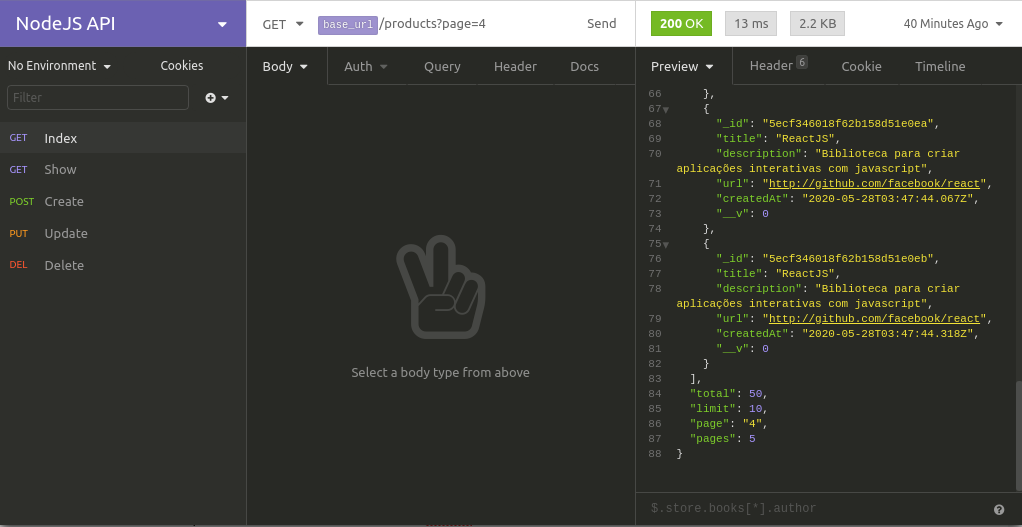 NodeJS API
GET base_url/products?page=4 Send
200 OK 13 ms 2.2 KB 40 Minutes Ago
No Environment Cookies
Filter
GET Index
GET Show
POST Create
PUT Update
DEL Delete
Body Auth Query Header Docs
Select a body type from above
Preview Header 6 Cookie Timeline
66 },
67 {
68 "_id": "5ecf346018f62b158d51e0ea",
69 "title": "ReactJS",
70 "description": "Biblioteca para criar
aplicações interativas com javascript",
71 "url": "http://github.com/facebook/react",
72 "createdAt": "2020-05-28T03:47:44.067Z",
73 "__v": 0
74 },
75 {
76 "_id": "5ecf346018f62b158d51e0eb",
77 "title": "ReactJS",
78 "description": "Biblioteca para criar
aplicações interativas com javascript",
79 "url": "http://github.com/facebook/react",
80 "createdAt": "2020-05-28T03:47:44.318Z",
81 "__v": 0
82 }
83 ],
84 "total": 50,
85 "limit": 10,
86 "page": "4",
87 "pages": 5
88 }
$.store.books[*].author